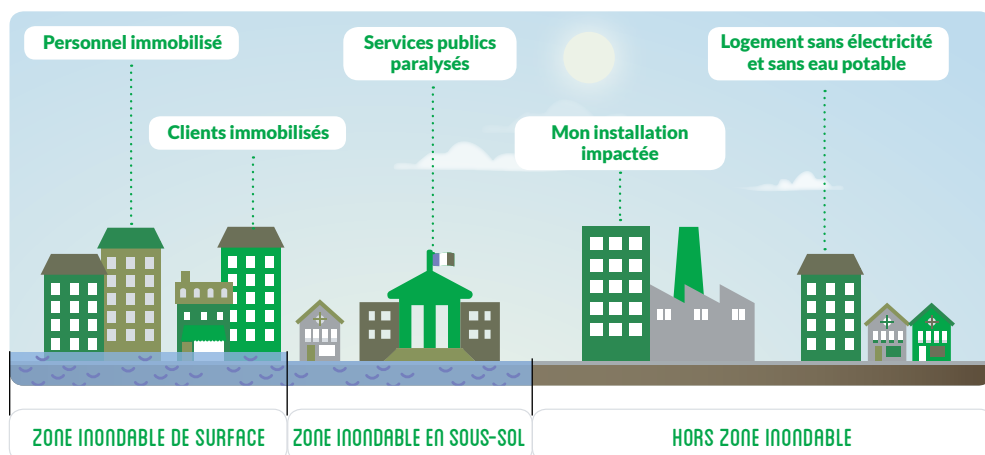 Personnel immobilisé
Services publics
paralysés
Logement sans électricité
et sans eau potable
Clients immobilisés
Mon installation
impactée
ZONE INONDABLE DE SURFACE
ZONE INONDABLE EN SOUS-SOL
HORS ZONE INONDABLE